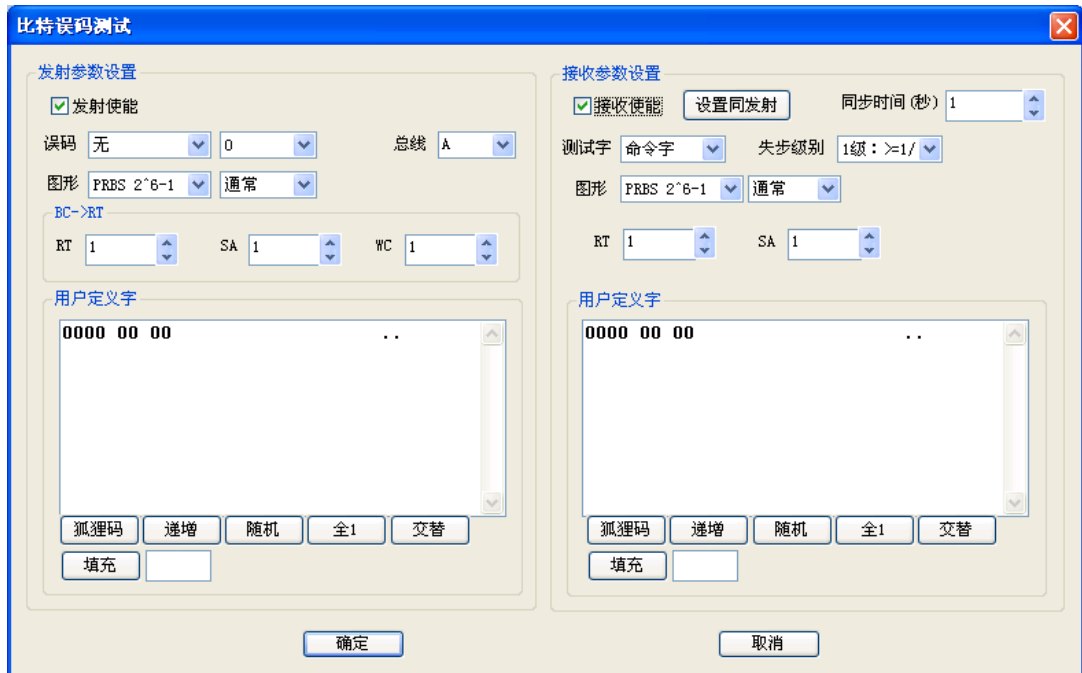 比特误码测试
发射参数设置
发射使能
误码 无 0 总线 A
图形 PRBS 2^6-1 通常
BC->RT
RT 1 SA 1 WC 1
用户定义字
0000 00 00 ..
狐狸码 递增 随机 全1 交替
填充
接收参数设置
接收使能 设置同发射 同步时间(秒) 1
测试字 命令字 失步级别 1级：>=1/
图形 PRBS 2^6-1 通常
RT 1 SA 1
用户定义字
0000 00 00 ..
狐狸码 递增 随机 全1 交替
填充
确定 取消